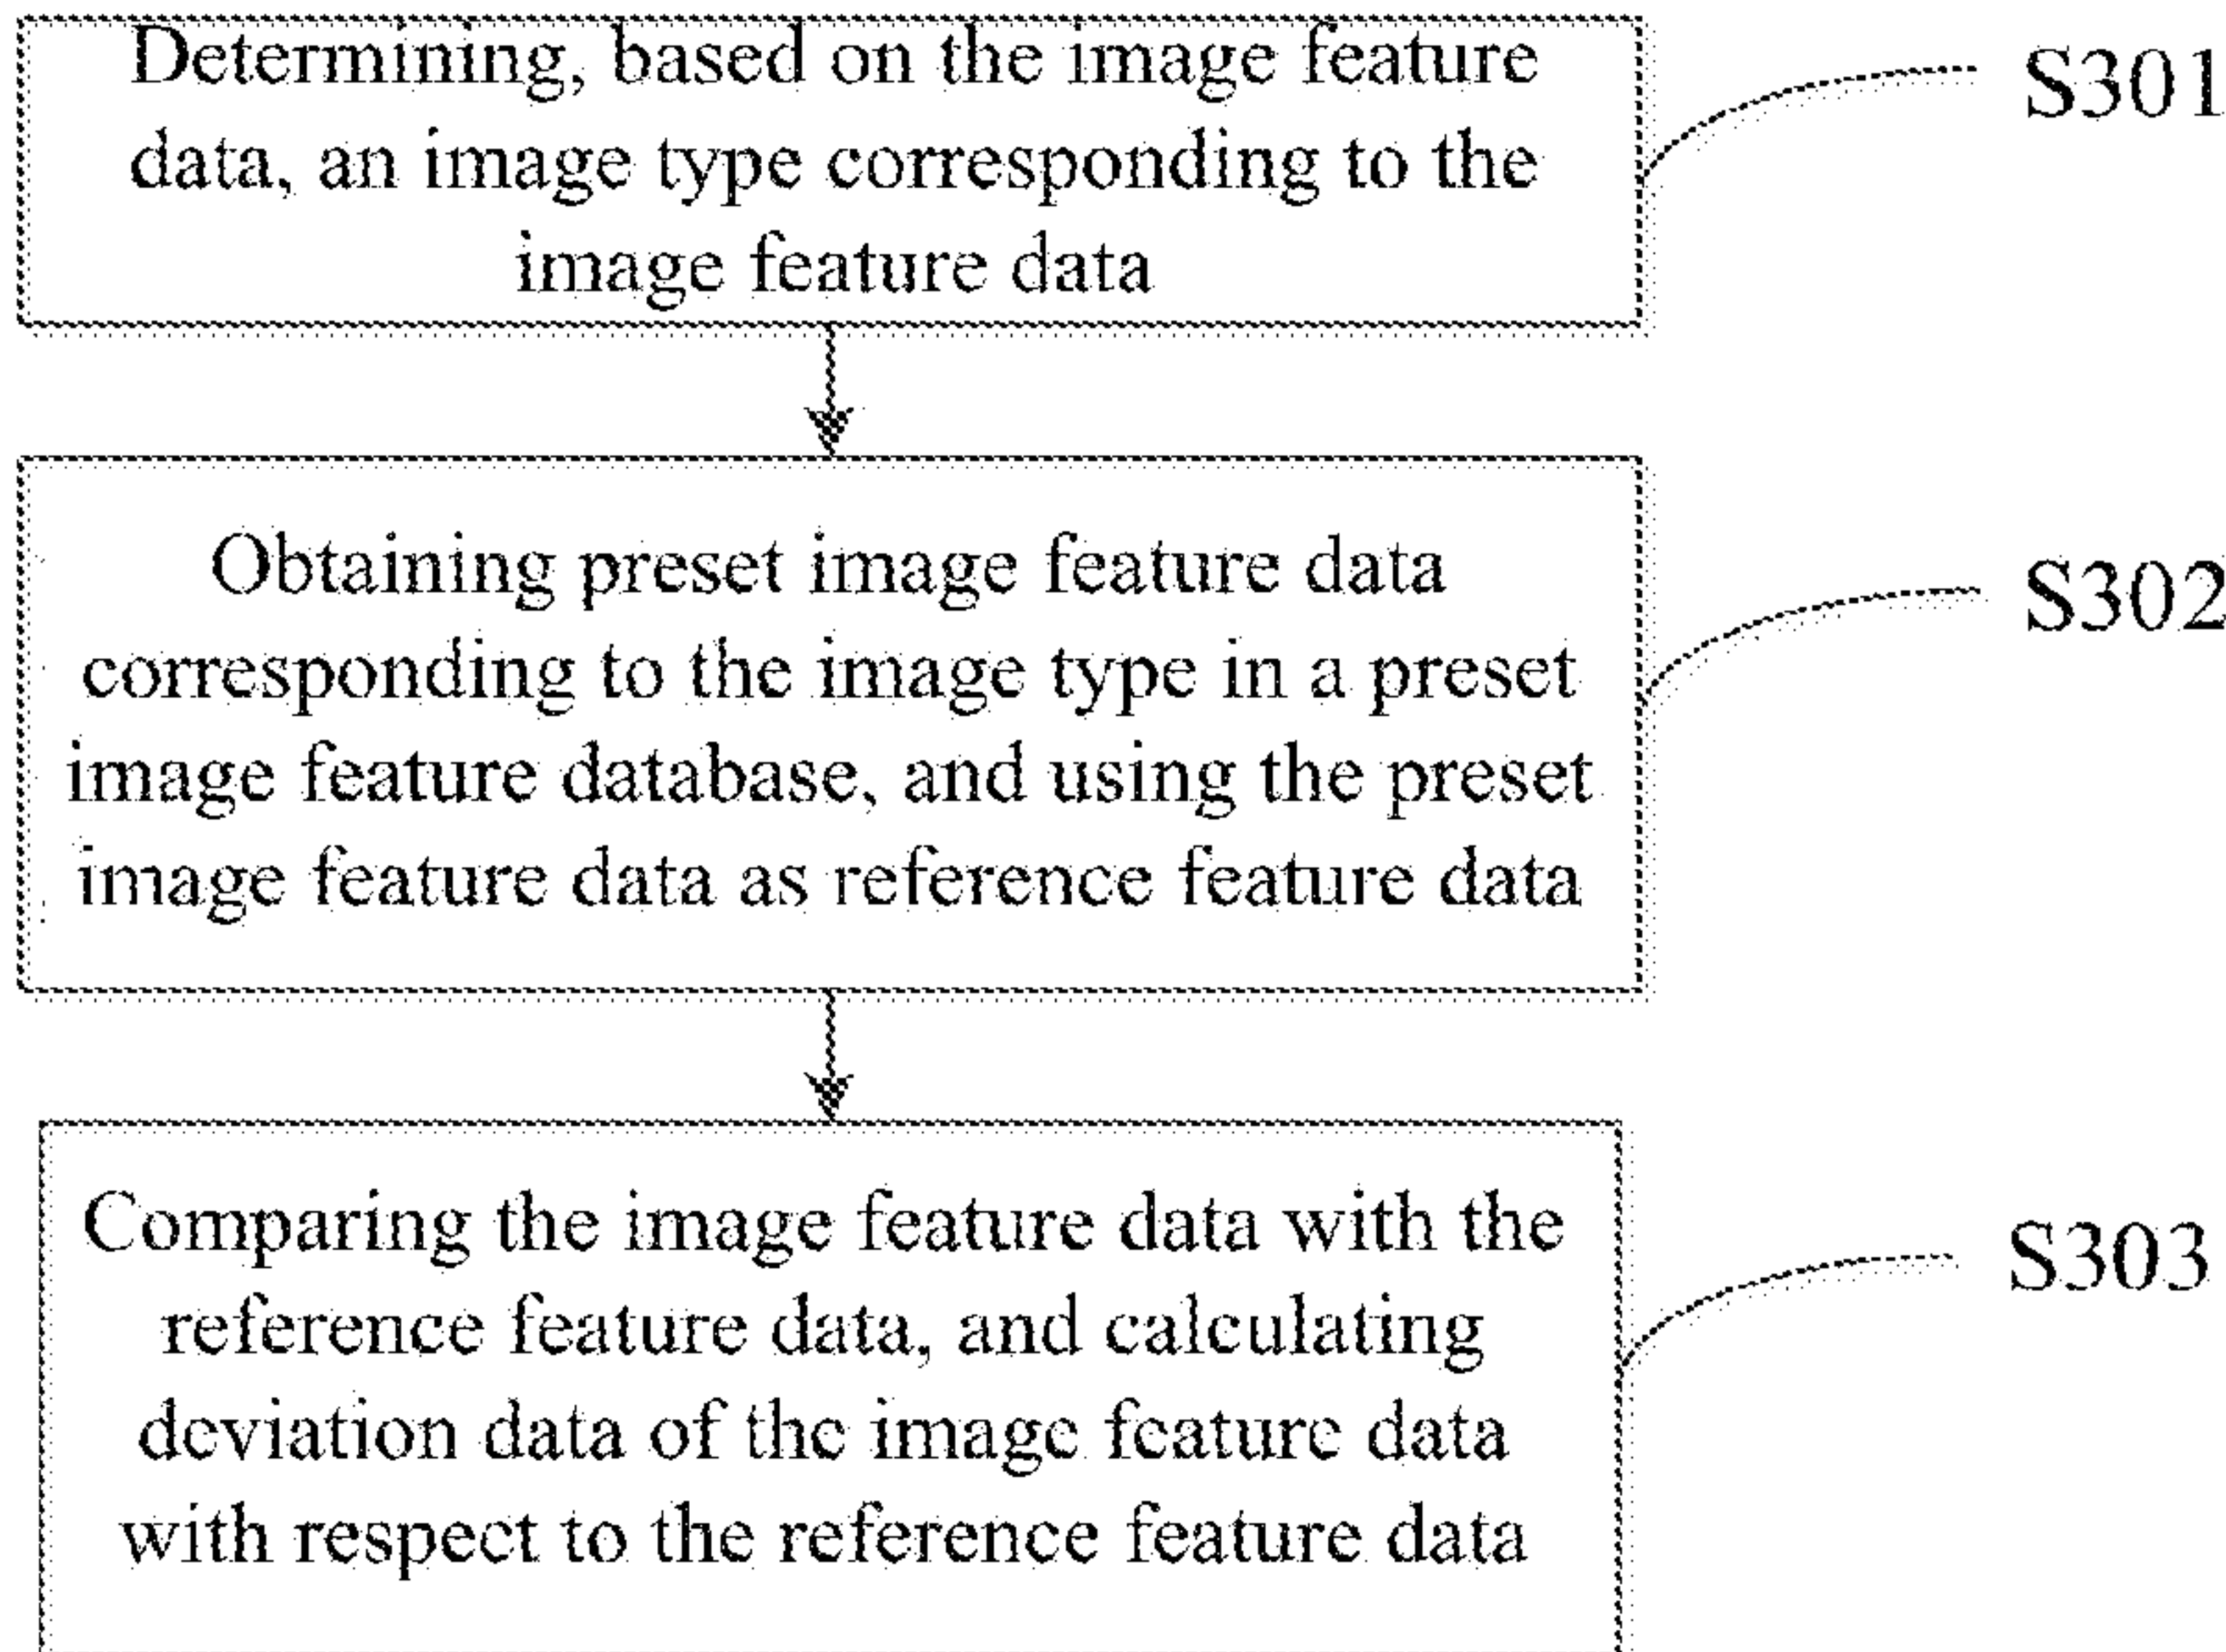 Determining, based on the image feature
data, an image type corresponding to the
image feature data
S301
Obtaining preset image feature data
corresponding to the image type in a preset
image feature database, and using the preset
image feature data as reference feature data
S302
Comparing the image feature data with the
reference feature data, and calculating
deviation data of the image feature data
with respect to the reference feature data
S303